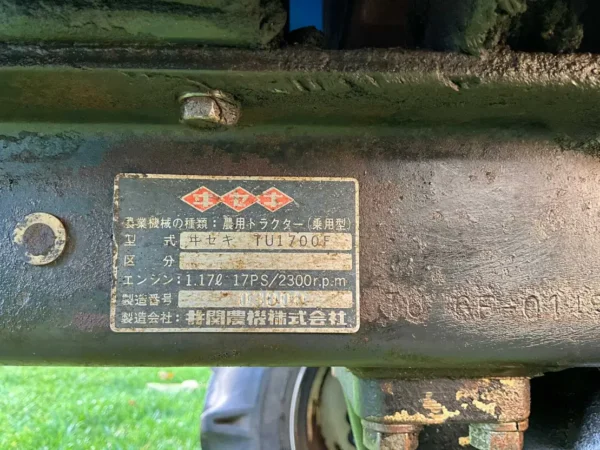 ヰセキ
農業機械の種類:農用トラクター(乗用型)
型式 ヰセキ TU1700F
区分
エンジン:1.17ℓ 17PS/2300r.p.m
製造番号
製造会社:井関農機株式会社